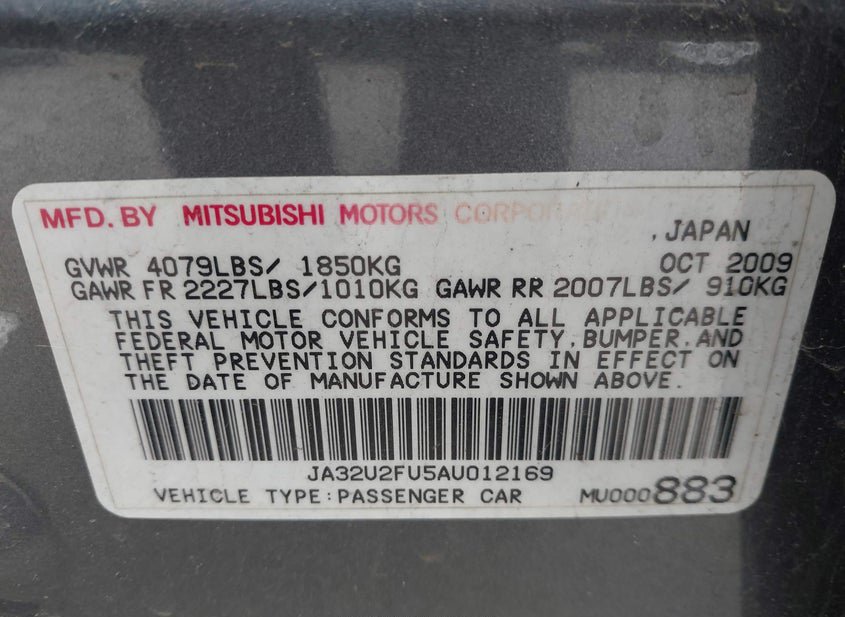 MFD. BY MITSUBISHI MOTORS CORPORATION
, JAPAN
GVWR 4079LBS/ 1850KG OCT 2009
GAWR FR 2227LBS/1010KG GAWR RR 2007LBS/ 910KG
THIS VEHICLE CONFORMS TO ALL APPLICABLE
FEDERAL MOTOR VEHICLE SAFETY, BUMPER, AND
THEFT PREVENTION STANDARDS IN EFFECT ON
THE DATE OF MANUFACTURE SHOWN ABOVE.
JA32U2FU5AU012169
VEHICLE TYPE:PASSENGER CAR MU000883